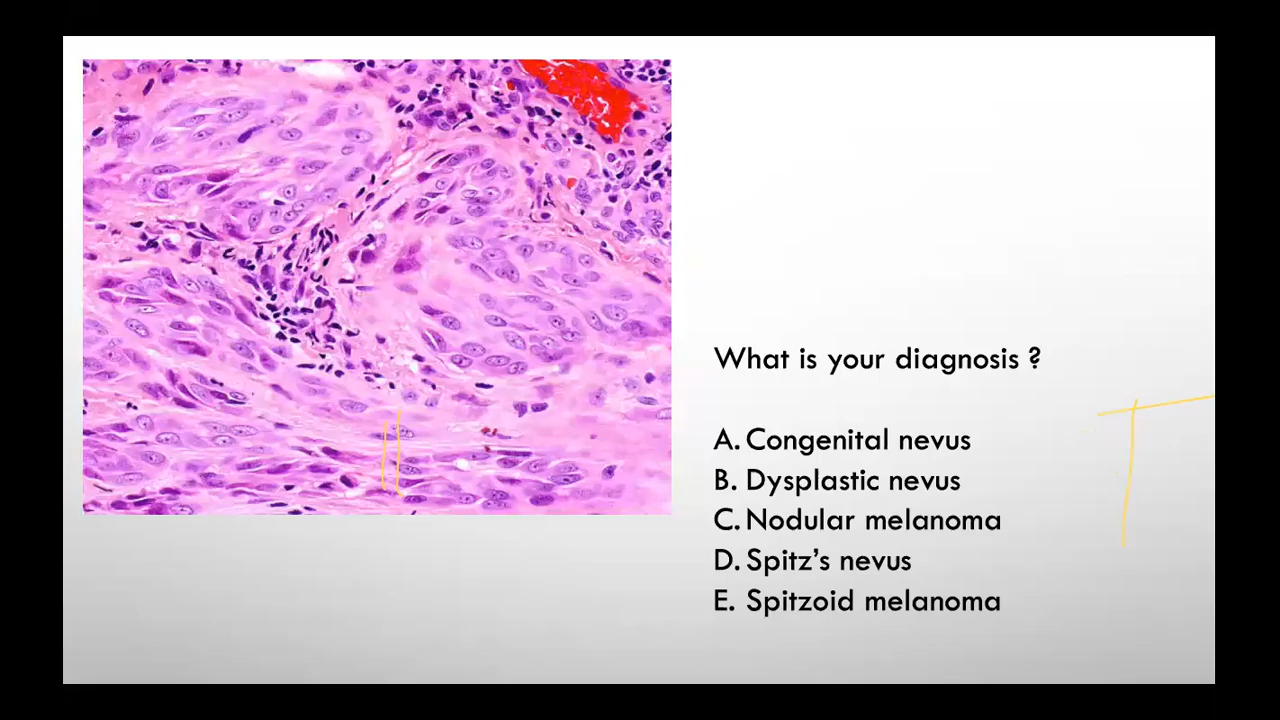 What is your diagnosis ?
A. Congenital nevus
B. Dysplastic nevus
C. Nodular melanoma
D. Spitz's nevus
E. Spitzoid melanoma